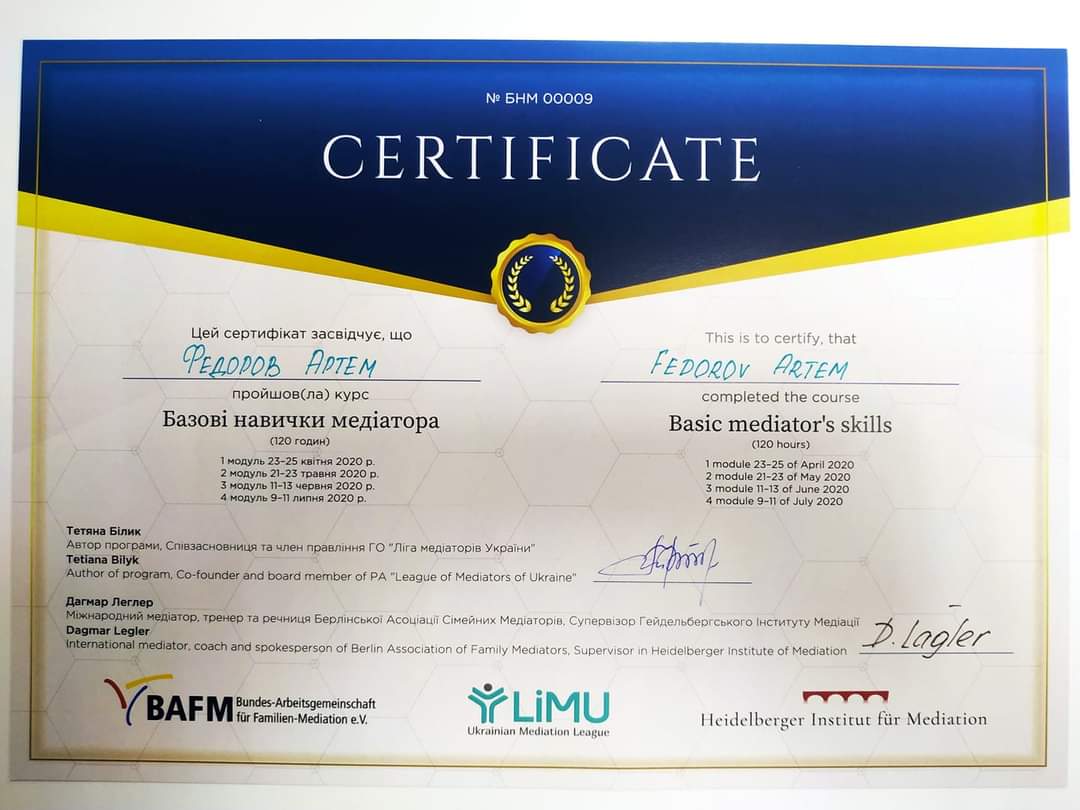 № БНМ 00009
CERTIFICATE
Цей сертифікат засвідчує, що
ФЕДОРОВ АРТЕМ
пройшов(ла) курс
Базові навички медіатора
(120 годин)
1 модуль 23–25 квітня 2020 р.
2 модуль 21–23 травня 2020 р.
3 модуль 11–13 червня 2020 р.
4 модуль 9–11 липня 2020 р.
This is to certify, that
FEDOROV ARTEM
completed the course
Basic mediator's skills
(120 hours)
1 module 23–25 of April 2020
2 module 21–23 of May 2020
3 module 11–13 of June 2020
4 module 9–11 of July 2020
Тетяна Білик
Автор програми, Співзасновниця та член правління ГО "Ліга медіаторів України"
Tetiana Bilyk
Author of program, Co-founder and board member of PA "League of Mediators of Ukraine"
Дагмар Леглер
Міжнародний медіатор, тренер та речниця Берлінської Асоціації Сімейних Медіаторів, Супервізор Гейдельбергського Інституту Медіації
Dagmar Legler
International mediator, coach and spokesperson of Berlin Association of Family Mediators, Supervisor in Heidelberger Institute of Mediation
D. Lagler
BAFM Bundes-Arbeitsgemeinschaft
für Familien-Mediation e.V.
LiMU
Ukrainian Mediation League
Heidelberger Institut für Mediation